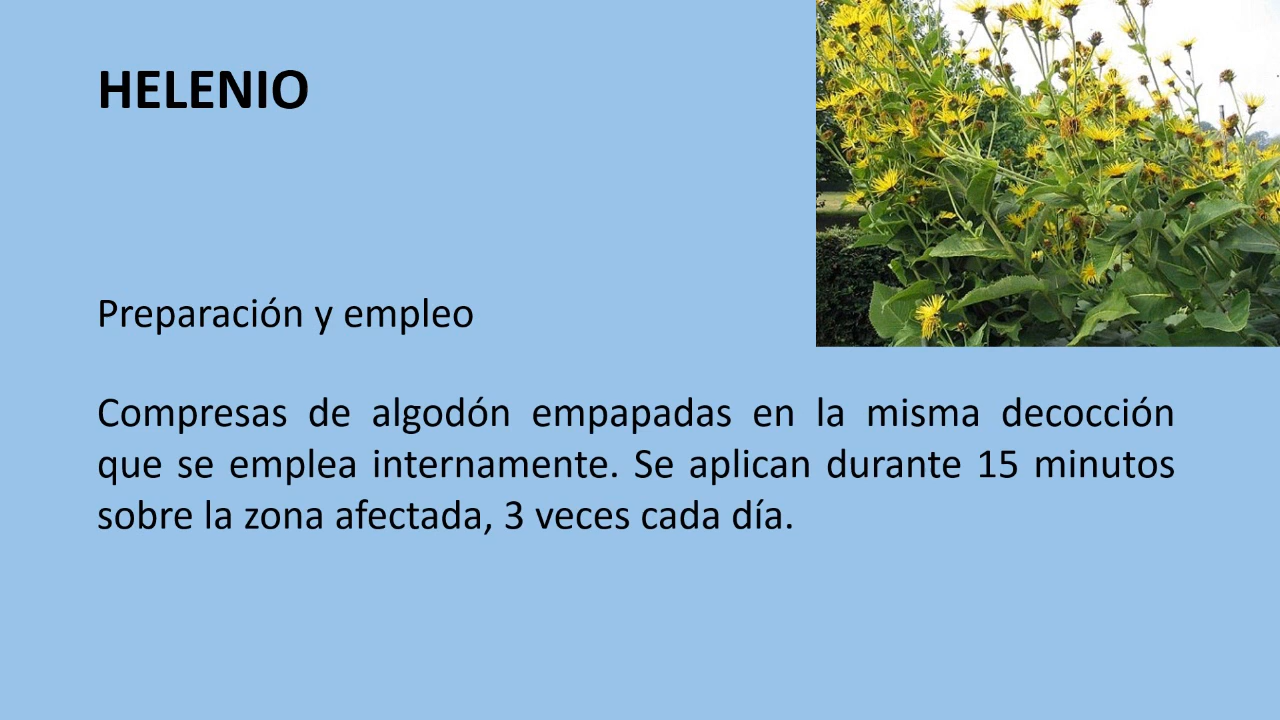 HELENIO
Preparación y empleo
Compresas de algodón empapadas en la misma decocción
que se emplea internamente. Se aplican durante 15 minutos
sobre la zona afectada, 3 veces cada día.